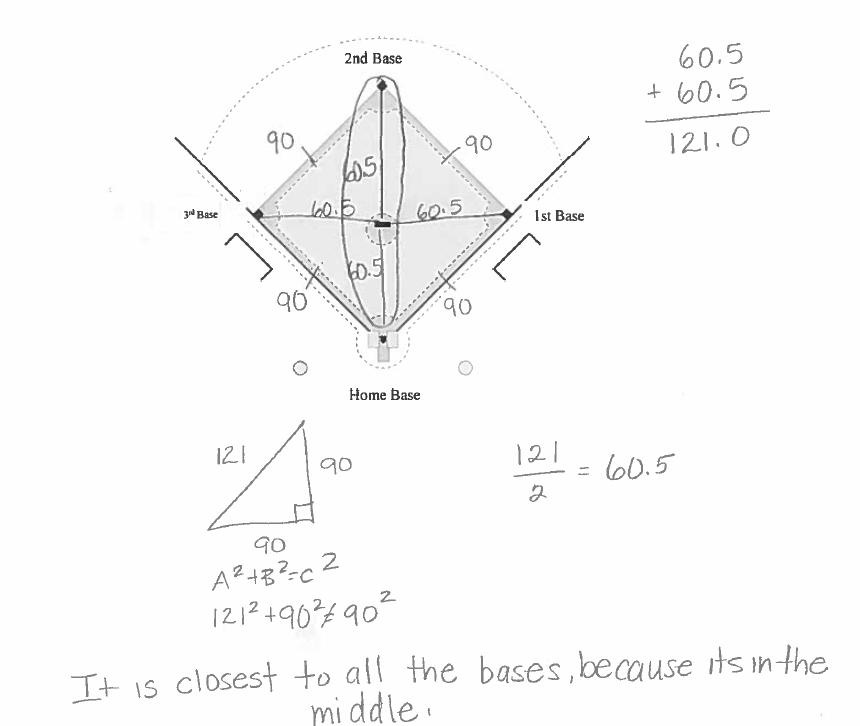 60.5
+ 60.5
121.0
2nd Base
90
90
60.5
3rd Base
60.5
60.5
1st Base
60.5
90
90
Home Base
121
90
90
121/2 = 60.5
A²+B²=C²
121²+90²≠90²
It is closest to all the bases, because its in the
middle.